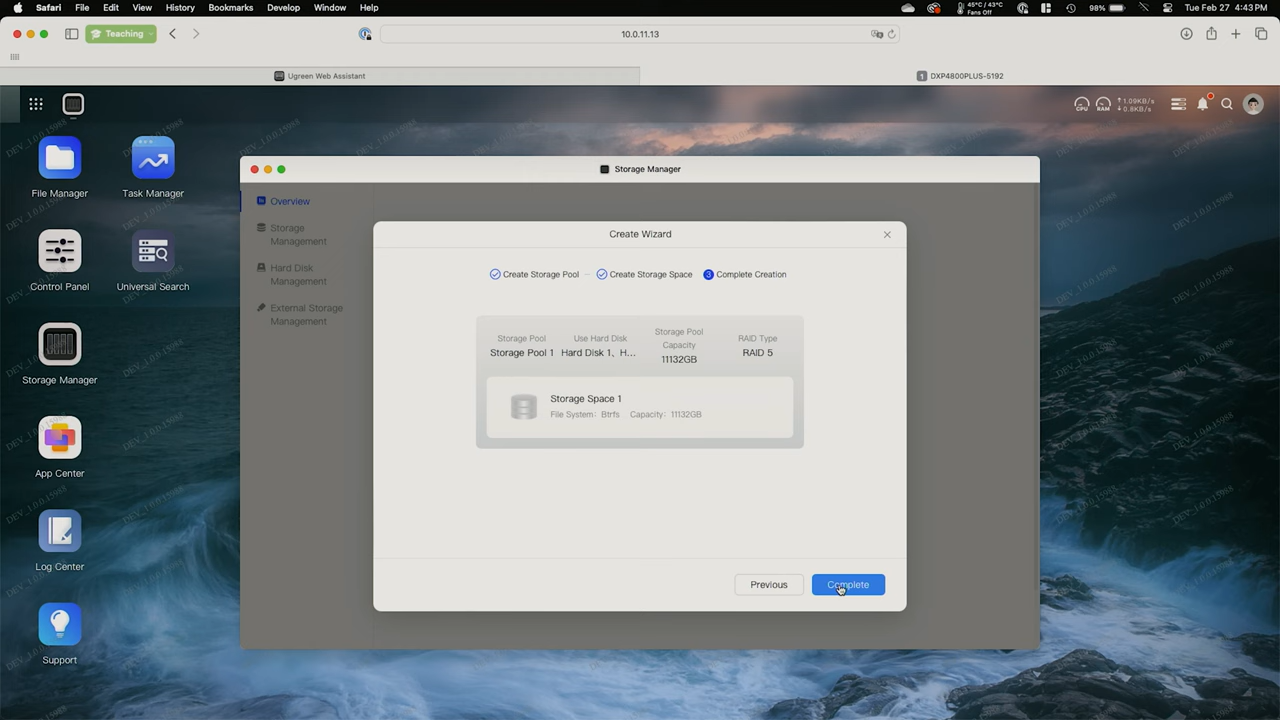 Safari File Edit View History Bookmarks Develop Window Help
45°C / 43°C
Fans Off
98%
Tue Feb 27 4:43 PM
Teaching
10.0.11.13
Ugreen Web Assistant
1 DXP4800PLUS-5192
CPU
RAM
↑1.09KB/s
↓0.8KB/s
File Manager
Task Manager
Control Panel
Universal Search
Storage Manager
App Center
Log Center
Support
Storage Manager
Overview
Storage
Management
Hard Disk
Management
External Storage
Management
Create Wizard
Create Storage Pool
Create Storage Space
3 Complete Creation
Storage Pool
Storage Pool 1
Use Hard Disk
Hard Disk 1、H...
Storage Pool
Capacity
11132GB
RAID Type
RAID 5
Storage Space 1
File System: Btrfs Capacity: 11132GB
Previous
Complete
DEV_1.0.0.15988